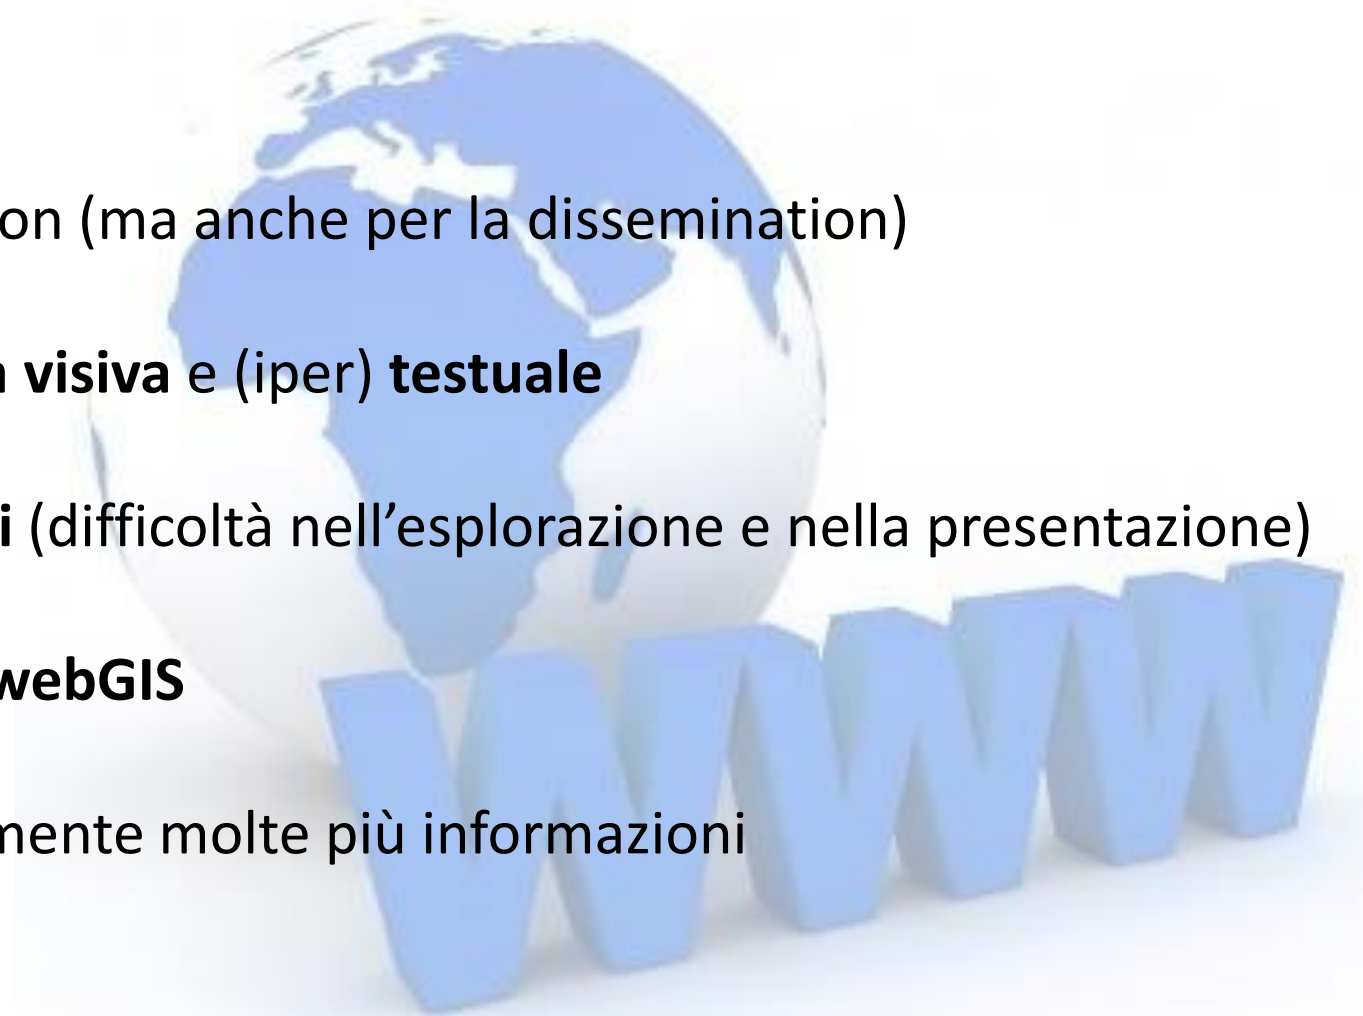 on (ma anche per la dissemination)
visiva e (iper) testuale
i (difficoltà nell’esplorazione e nella presentazione)
webGIS
mente molte più informazioni
www